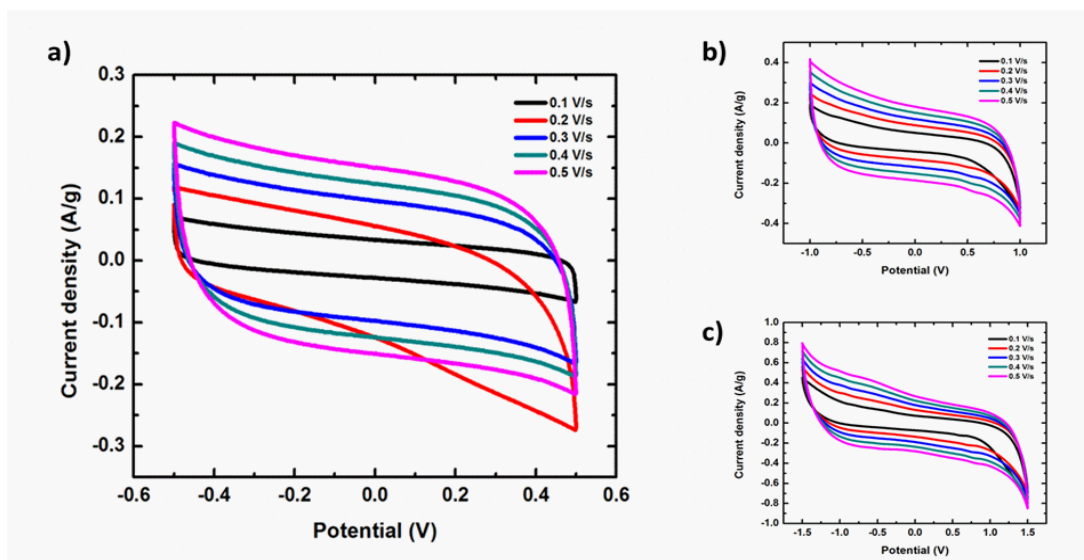 a)
0.3
0.2
0.1
0.0
-0.1
-0.2
-0.3
Current density (A/g)
0.1 V/s
0.2 V/s
0.3 V/s
0.4 V/s
0.5 V/s
-0.6 -0.4 -0.2 0.0 0.2 0.4 0.6
Potential (V)
b)
0.4
0.2
0.0
-0.2
-0.4
Current density (A/g)
0.1 V/s
0.2 V/s
0.3 V/s
0.4 V/s
0.5 V/s
-1.0 -0.5 0.0 0.5 1.0
Potential (V)
c)
1.0
0.8
0.6
0.4
0.2
0.0
-0.2
-0.4
-0.6
-0.8
-1.0
Current density (A/g)
0.1 V/s
0.2 V/s
0.3 V/s
0.4 V/s
0.5 V/s
-1.5 -1.0 -0.5 0.0 0.5 1.0 1.5
Potential (V)